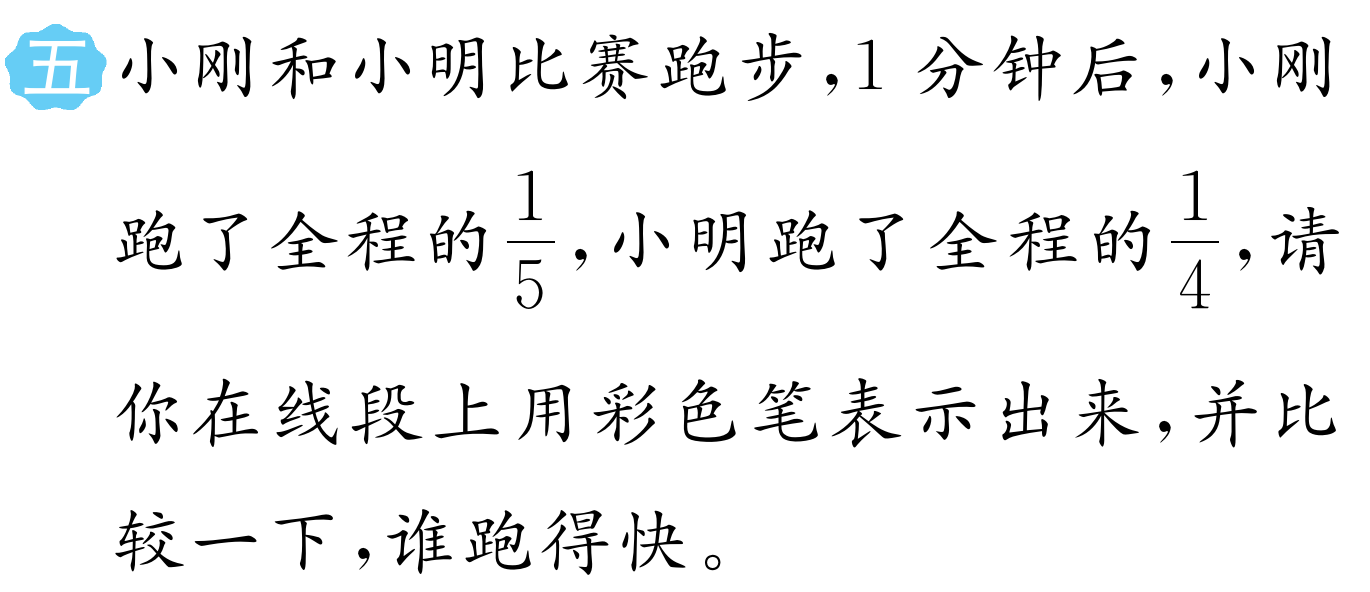 五 小刚和小明比赛跑步,1 分钟后,小刚
跑了全程的1/5,小明跑了全程的1/4,请
你在线段上用彩色笔表示出来,并比
较一下,谁跑得快。